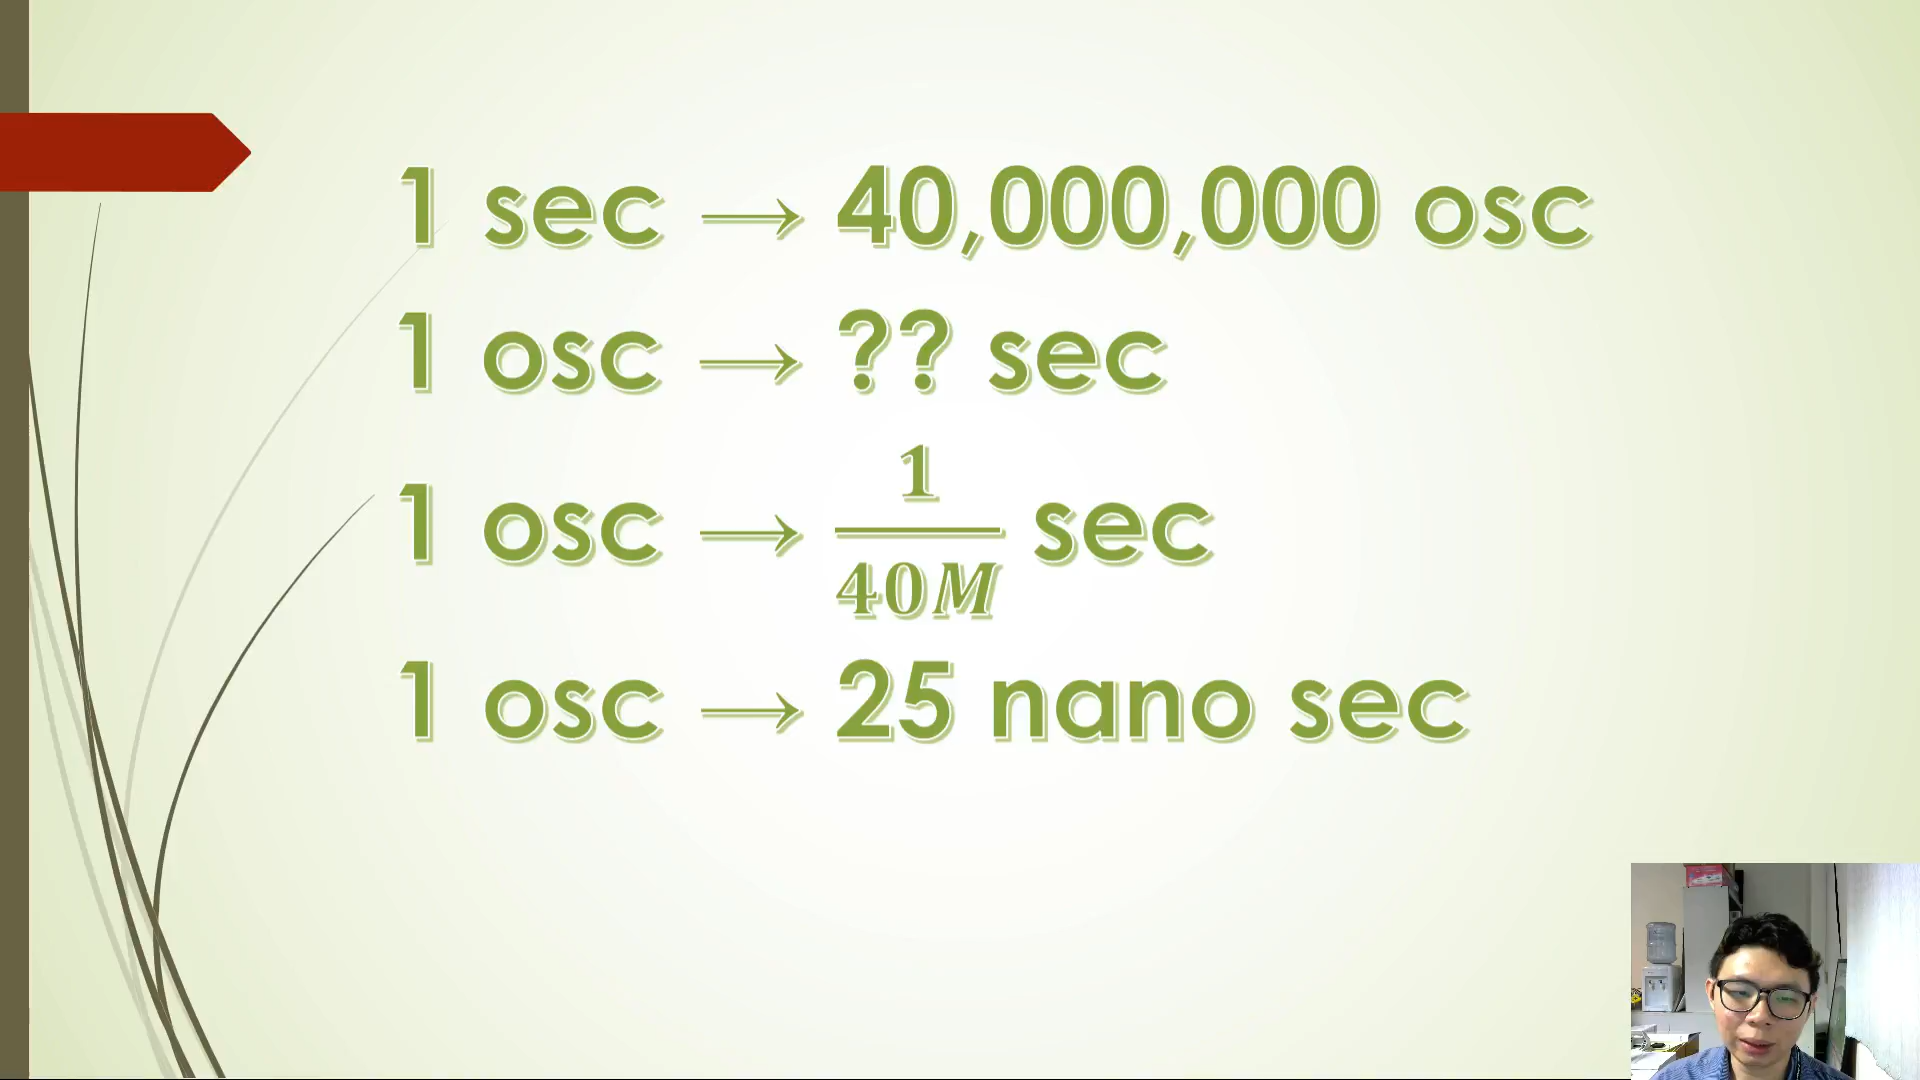 1 sec → 40,000,000 osc
1 osc → ?? sec
1 osc → 1/40M sec
1 osc → 25 nano sec